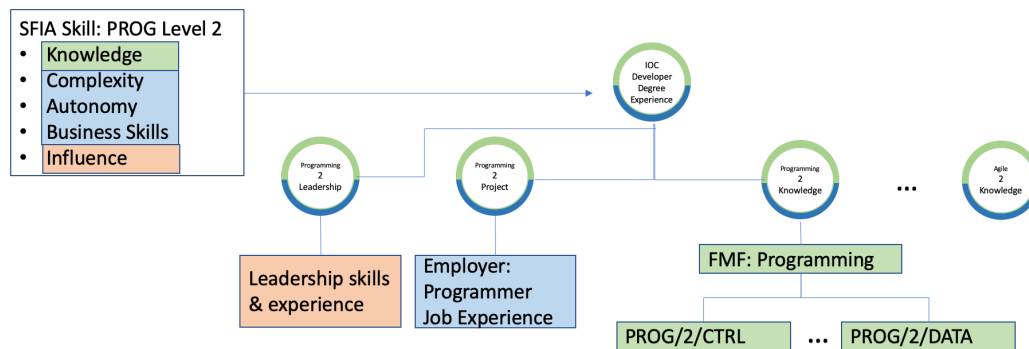 SFIA Skill: PROG Level 2
• Knowledge
• Complexity
• Autonomy
• Business Skills
• Influence
IOC
Developer
Degree
Experience
Programming
2
Leadership
Programming
2
Project
Programming
2
Knowledge
...
Agile
2
Knowledge
Leadership skills
& experience
Employer:
Programmer
Job Experience
FMF: Programming
PROG/2/CTRL
...
PROG/2/DATA